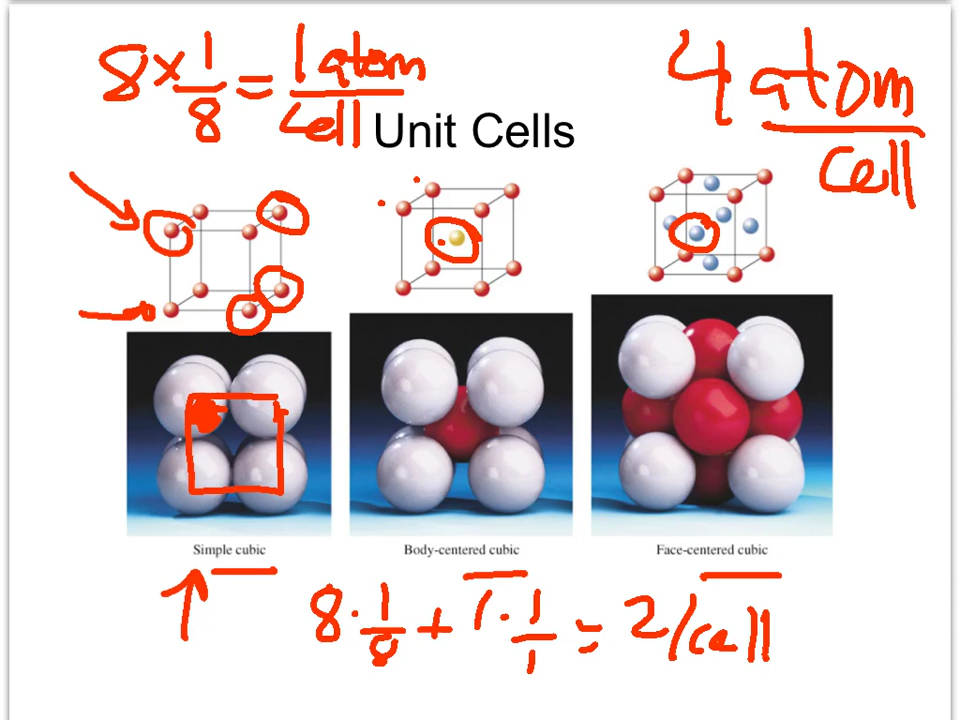 8 × 1/8 = 1 atom/cell
4 atom/cell
Unit Cells
Simple cubic
Body-centered cubic
Face-centered cubic
8 · 1/8 + 1 · 1/1 = 2/cell